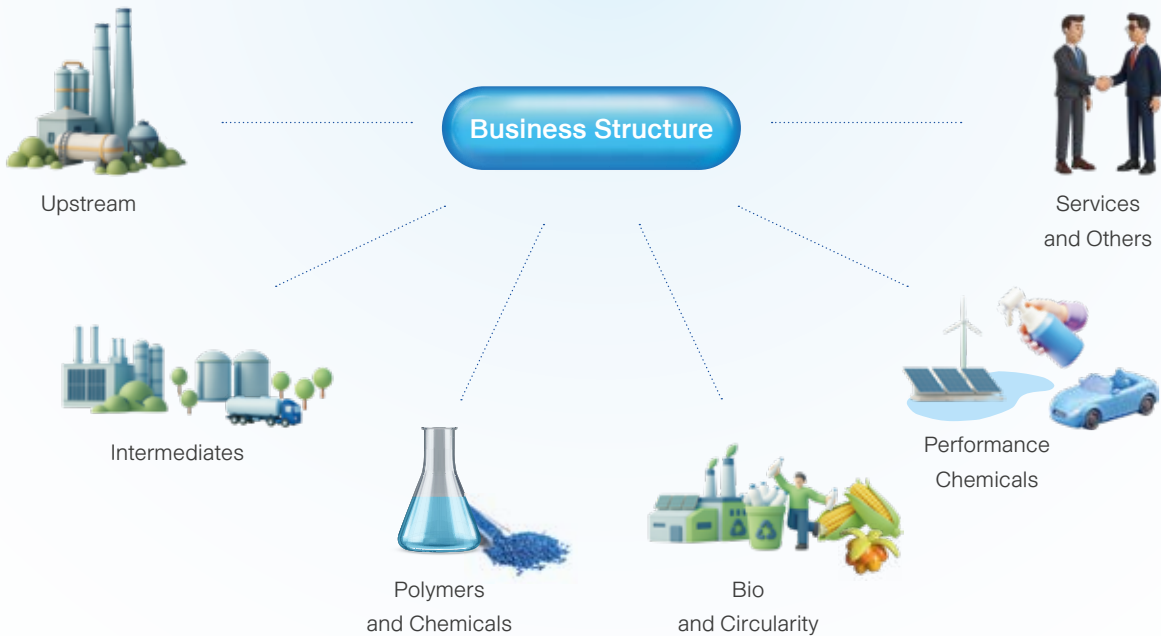 Business Structure
Upstream
Services
and Others
Intermediates
Performance
Chemicals
Polymers
and Chemicals
Bio
and Circularity